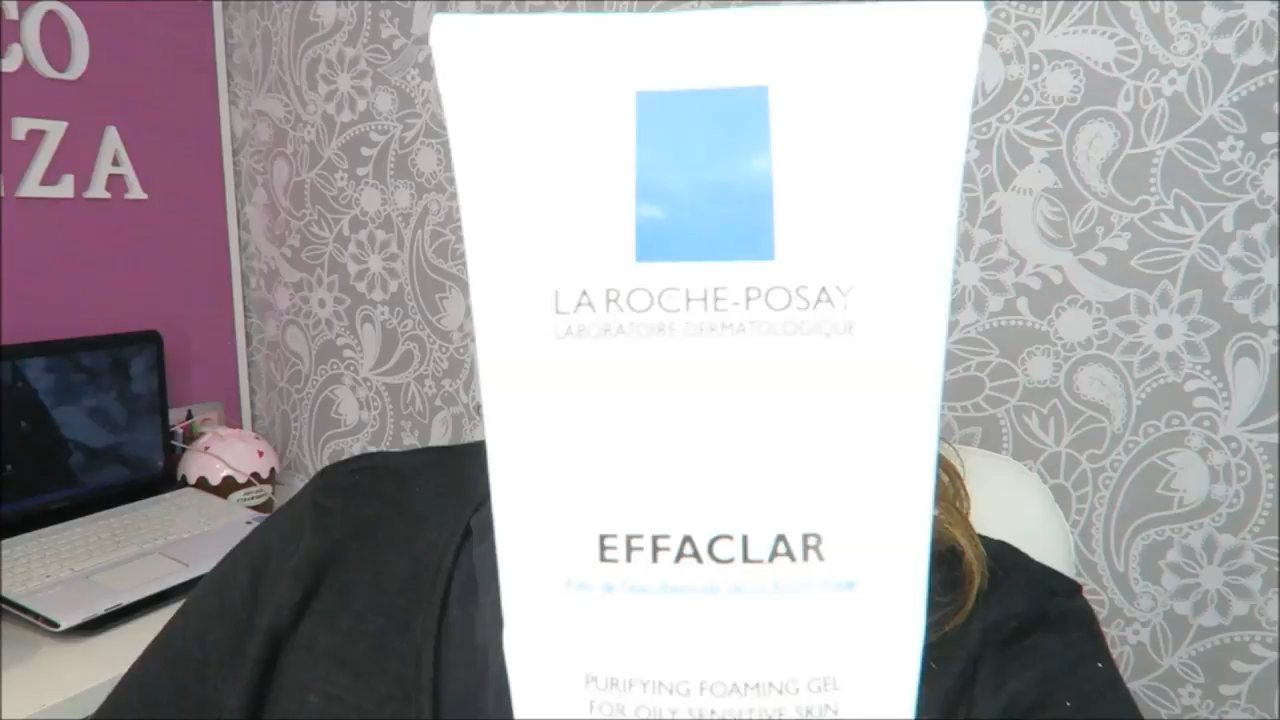 CO
ZA
LA ROCHE-POSAY
LABORATOIRE DERMATOLOGIQUE
EFFACLAR
PURIFYING FOAMING GEL
FOR OILY SENSITIVE SKIN